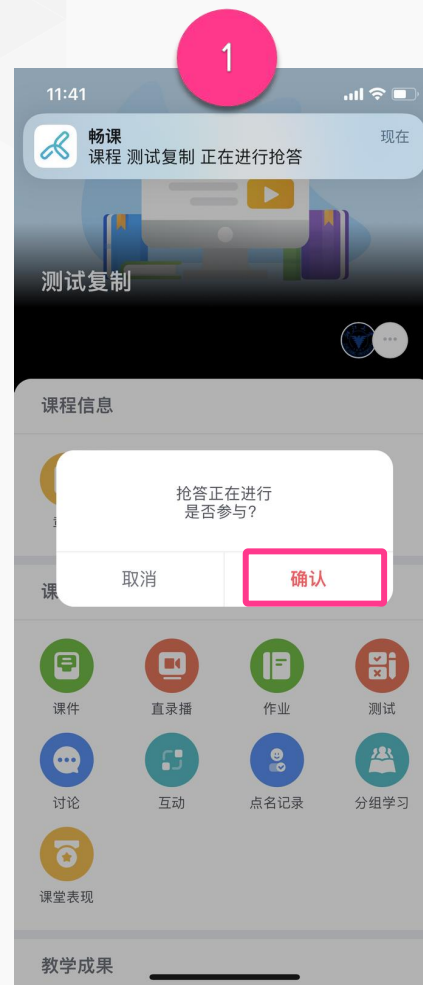 1
11:41
畅课
现在
课程 测试复制 正在进行抢答
测试复制
课程信息
抢答正在进行
是否参与?
取消
确认
课
课件
直录播
作业
测试
讨论
互动
点名记录
分组学习
课堂表现
教学成果